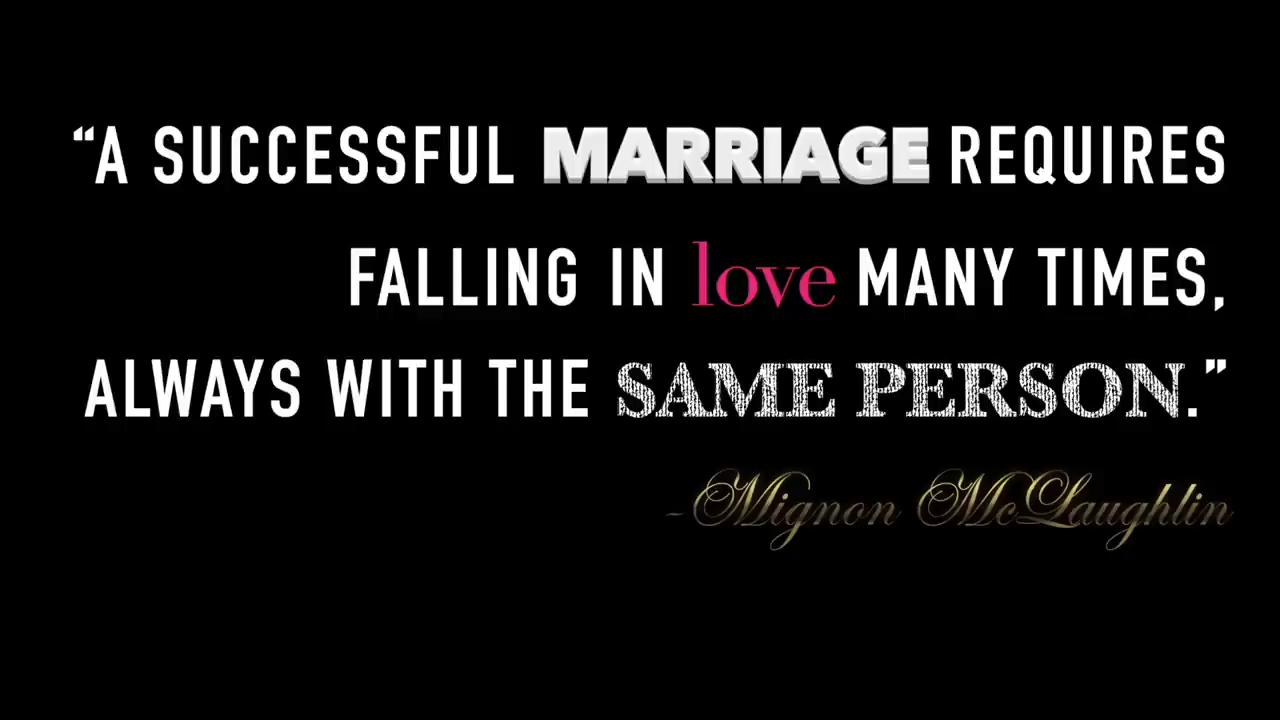 “A SUCCESSFUL MARRIAGE REQUIRES
FALLING IN love MANY TIMES,
ALWAYS WITH THE SAME PERSON.”
-Mignon McLaughlin